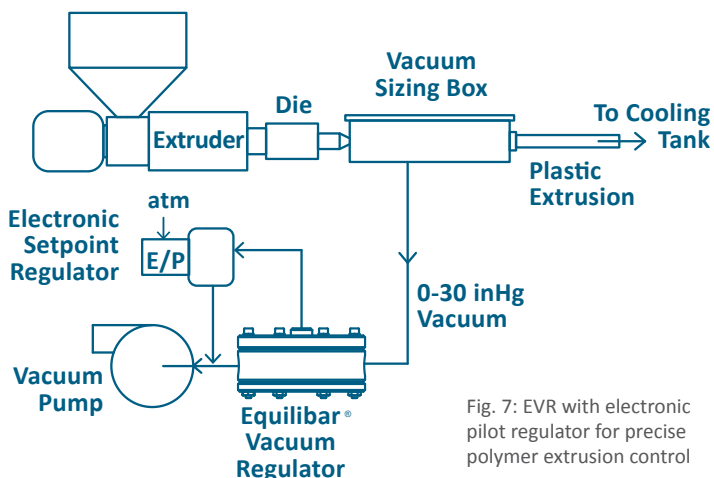 Vacuum
Sizing Box
Die
To Cooling
Tank
Extruder
Plastic
Extrusion
atm
Electronic
Setpoint
Regulator
E/P
0-30 inHg
Vacuum
Vacuum
Pump
Equilibar®
Vacuum
Regulator
Fig. 7: EVR with electronic
pilot regulator for precise
polymer extrusion control